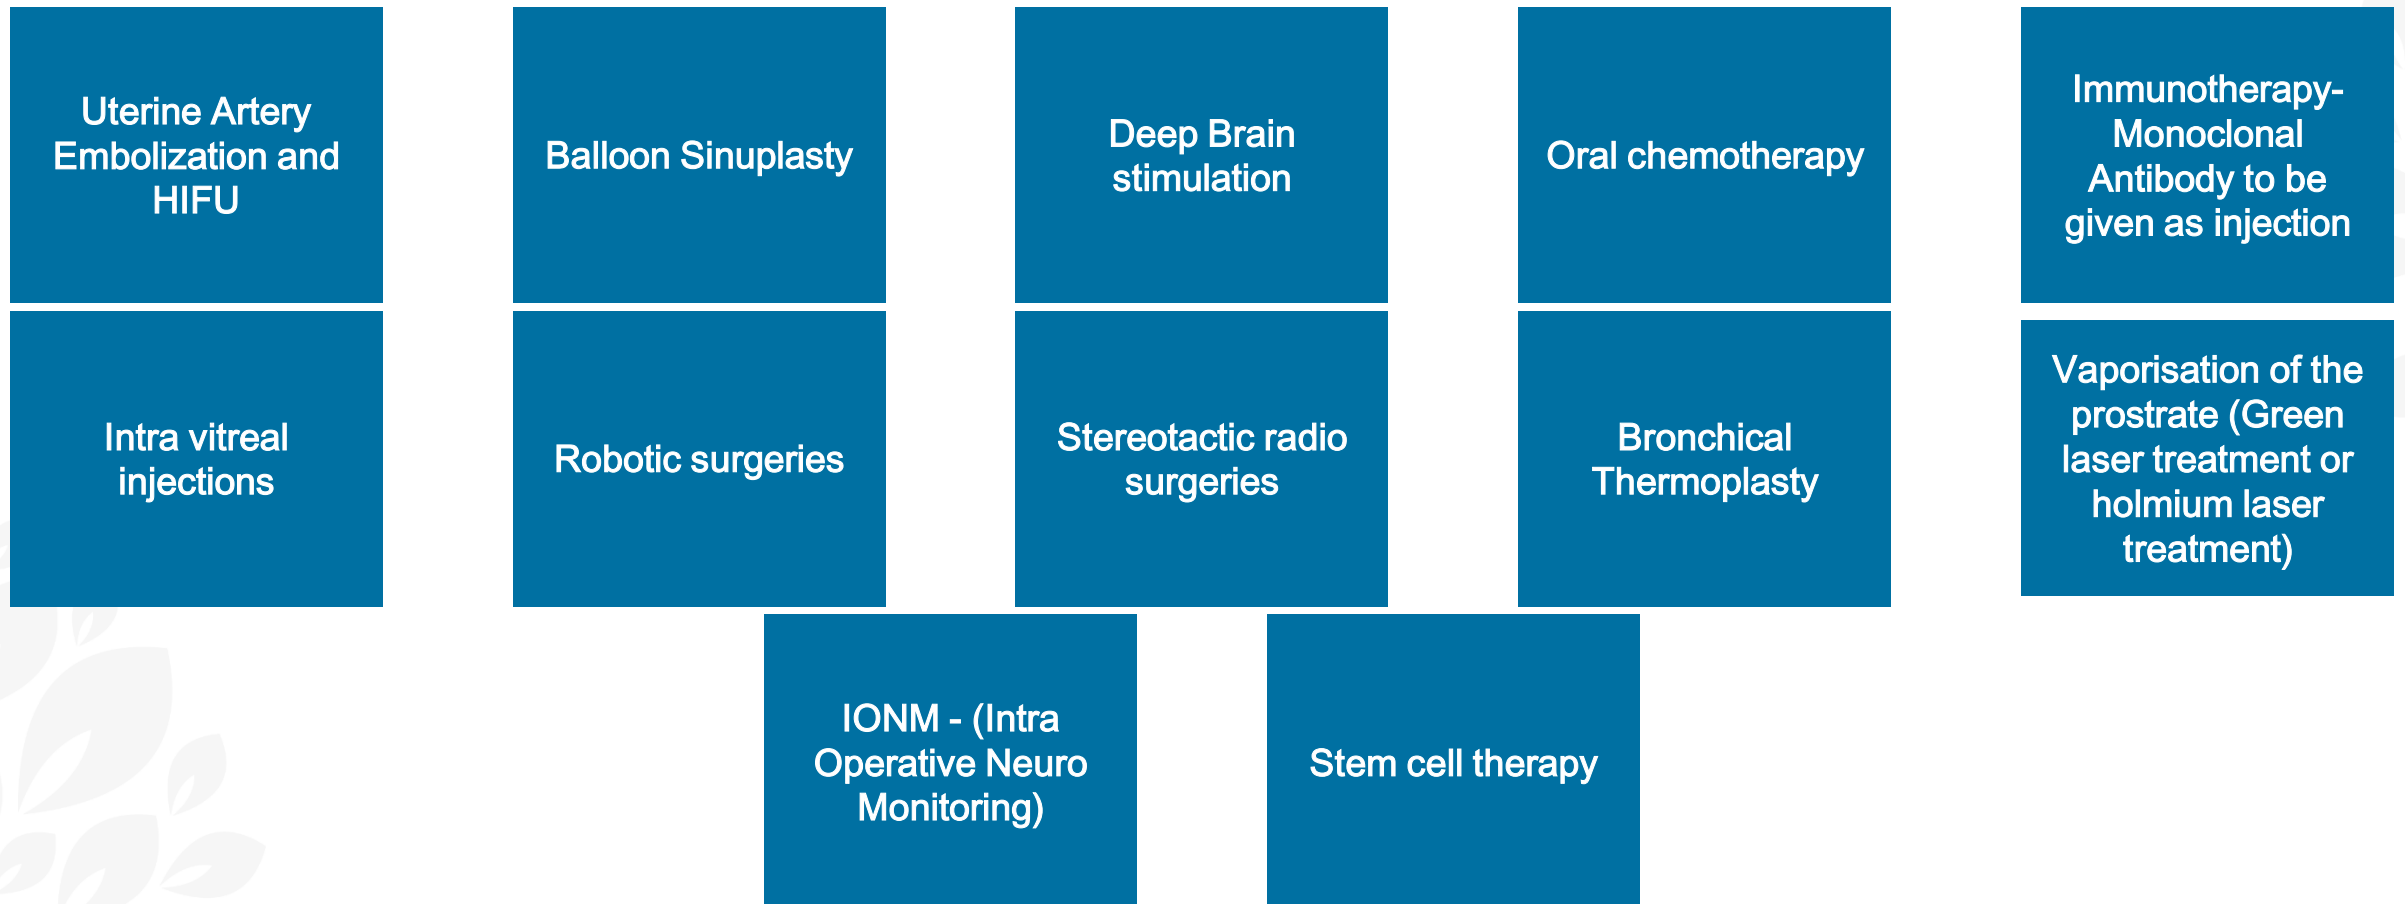 Uterine Artery
Embolization and
HIFU
Balloon Sinuplasty
Deep Brain
stimulation
Oral chemotherapy
Immunotherapy-
Monoclonal
Antibody to be
given as injection
Intra vitreal
injections
Robotic surgeries
Stereotactic radio
surgeries
Bronchical
Thermoplasty
Vaporisation of the
prostrate (Green
laser treatment or
holmium laser
treatment)
IONM - (Intra
Operative Neuro
Monitoring)
Stem cell therapy